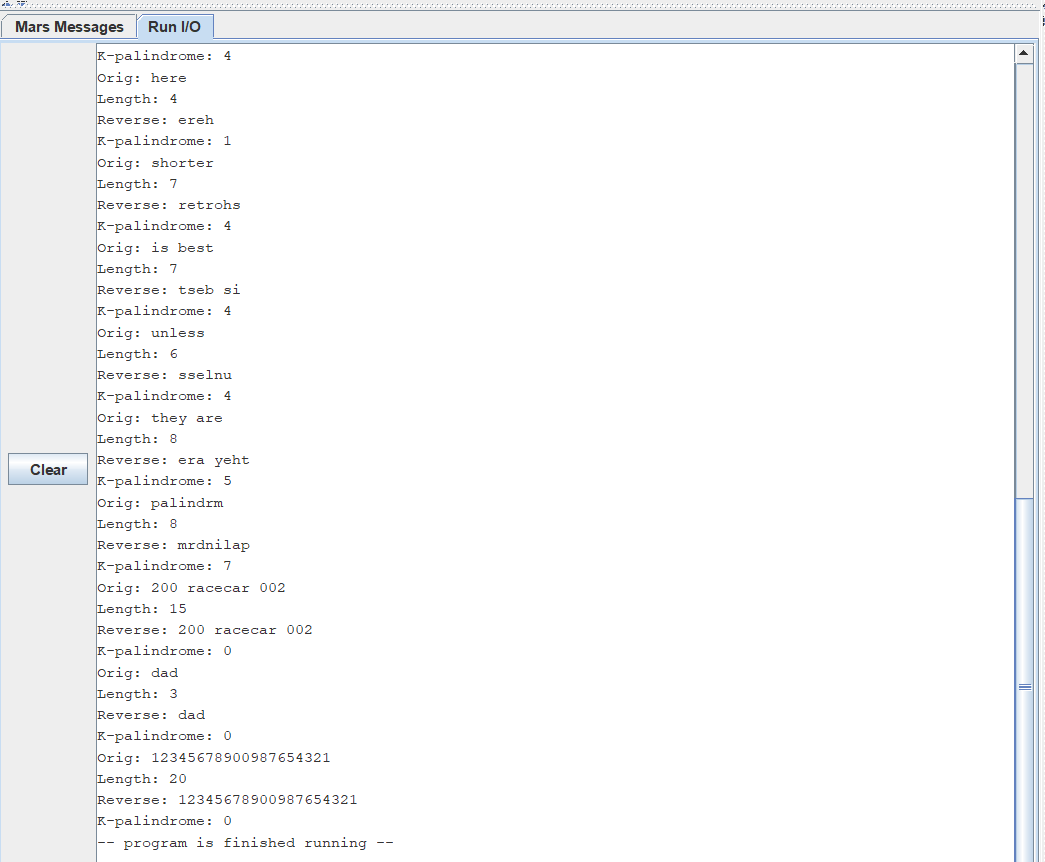 Mars Messages Run I/O
K-palindrome: 4
Orig: here
Length: 4
Reverse: ereh
K-palindrome: 1
Orig: shorter
Length: 7
Reverse: retrohs
K-palindrome: 4
Orig: is best
Length: 7
Reverse: tseb si
K-palindrome: 4
Orig: unless
Length: 6
Reverse: sselnu
K-palindrome: 4
Orig: they are
Length: 8
Reverse: era yeht
Clear
K-palindrome: 5
Orig: palindrm
Length: 8
Reverse: mrdnilap
K-palindrome: 7
Orig: 200 racecar 002
Length: 15
Reverse: 200 racecar 002
K-palindrome: 0
Orig: dad
Length: 3
Reverse: dad
K-palindrome: 0
Orig: 12345678900987654321
Length: 20
Reverse: 12345678900987654321
K-palindrome: 0
-- program is finished running --